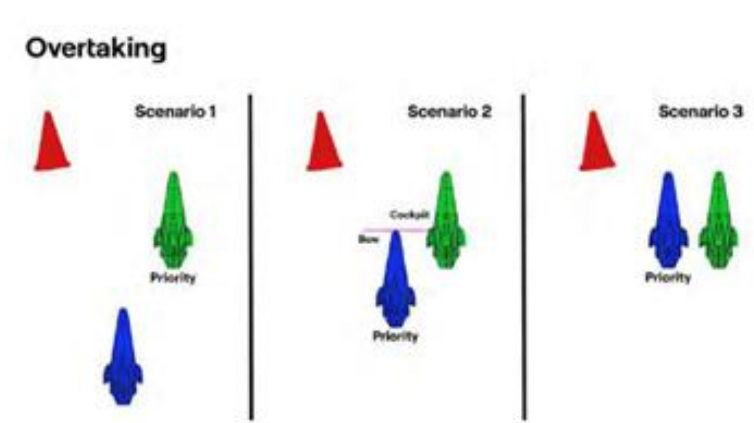 Overtaking
Scenario 1
Priority
Scenario 2
Cockpit
Bow
Priority
Scenario 3
Priority